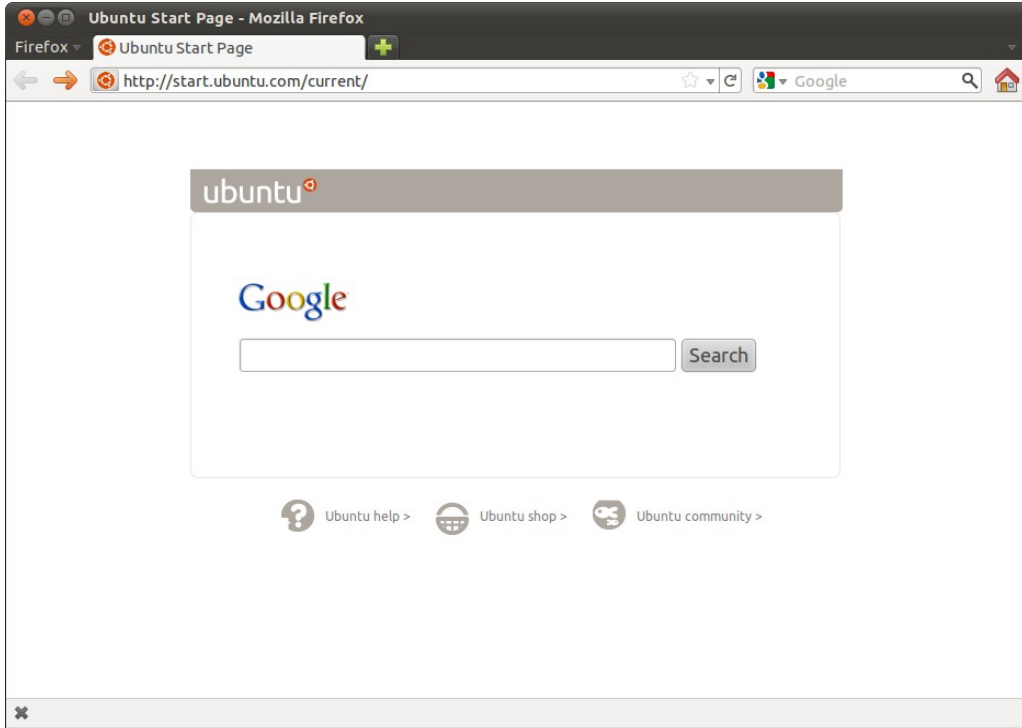 Ubuntu Start Page - Mozilla Firefox
Firefox Ubuntu Start Page
http://start.ubuntu.com/current/ Google
ubuntu
Google
Search
Ubuntu help > Ubuntu shop > Ubuntu community >